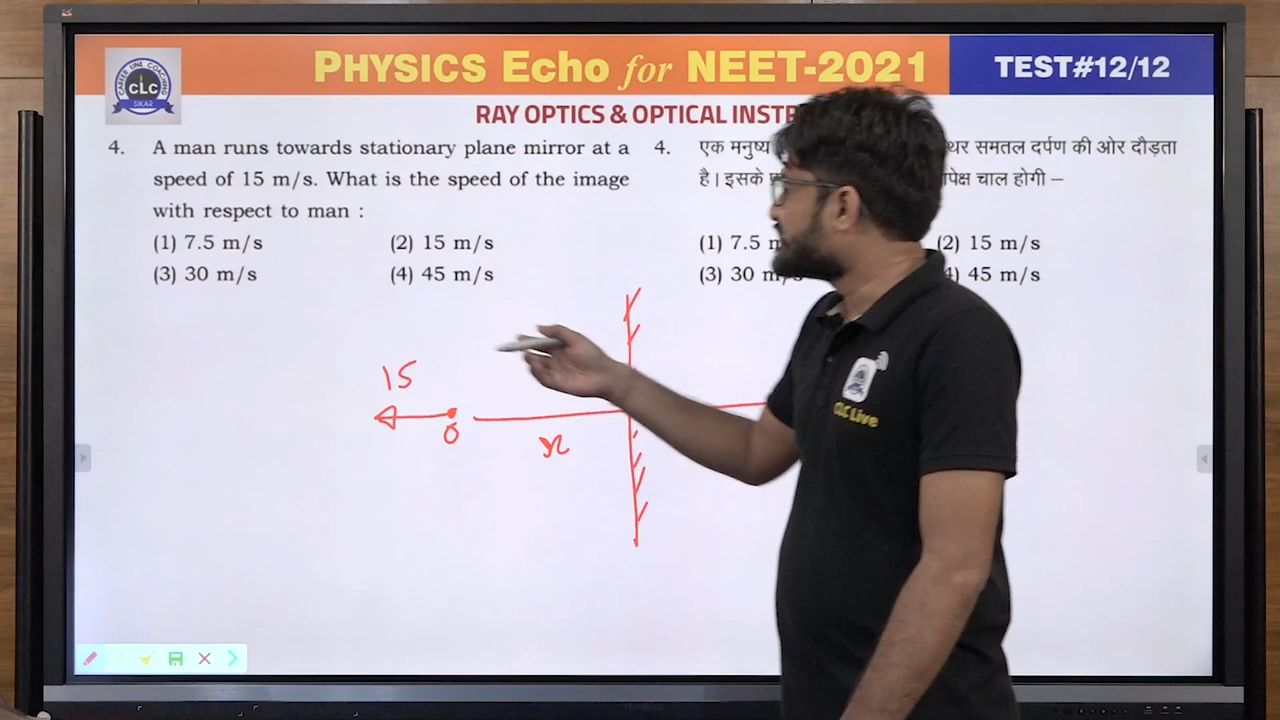 PHYSICS Echo for NEET-2021
TEST#12/12
CAREER LINE COACHING
CLC
SIKAR
RAY OPTICS & OPTICAL
4. A man runs towards stationary plane mirror at a
speed of 15 m/s. What is the speed of the image
with respect to man :
(1) 7.5 m/s (2) 15 m/s
(3) 30 m/s (4) 45 m/s
4. एक मनुष्य समतल दर्पण की ओर दौड़ता
है। इसके चाल होगी –
(1) 7.5 (2) 15 m/s
(3) 30 45 m/s
15
O
x
CLC Live